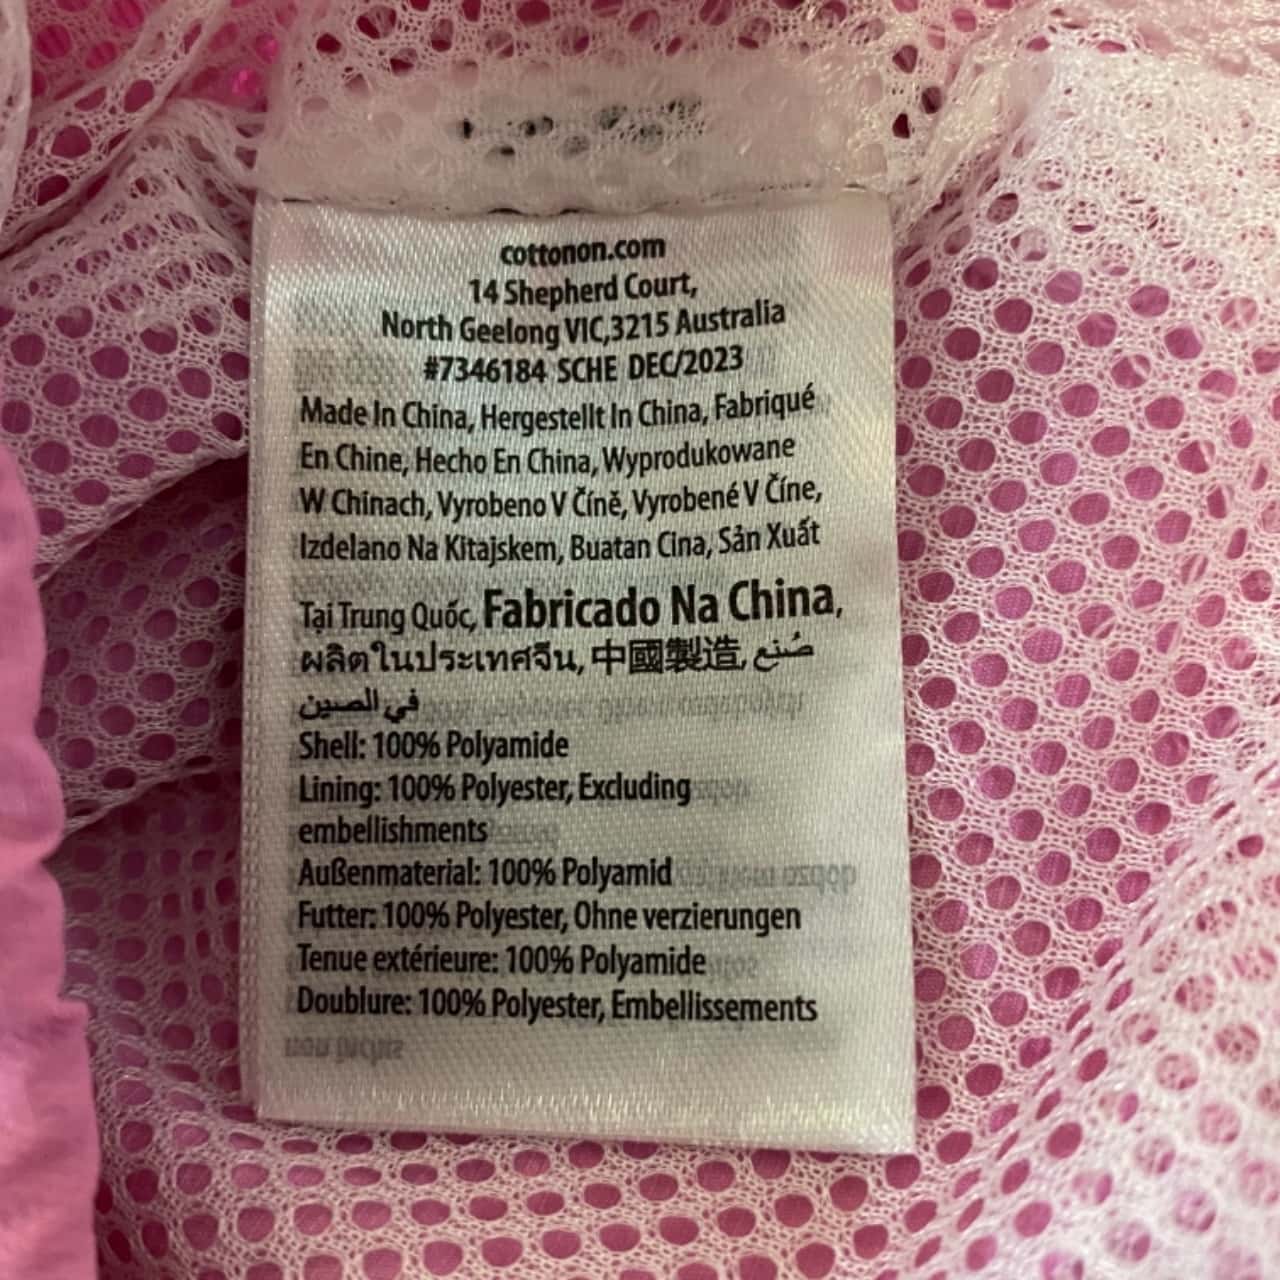 cottonon.com
14 Shepherd Court,
North Geelong VIC,3215 Australia
#7346184 SCHE DEC/2023
Made In China, Hergestellt In China, Fabriqué
En Chine, Hecho En China, Wyprodukowane
W Chinach, Vyrobeno V Číně, Vyrobené V Číne,
Izdelano Na Kitajskem, Buatan Cina, Sản Xuất
Tại Trung Quốc, Fabricado Na China,
ผลิตในประเทศจีน, 中國製造, صُنع
في الصين
Shell: 100% Polyamide
Lining: 100% Polyester, Excluding
embellishments
Außenmaterial: 100% Polyamid
Futter: 100% Polyester, Ohne verzierungen
Tenue extérieure: 100% Polyamide
Doublure: 100% Polyester, Embellissements